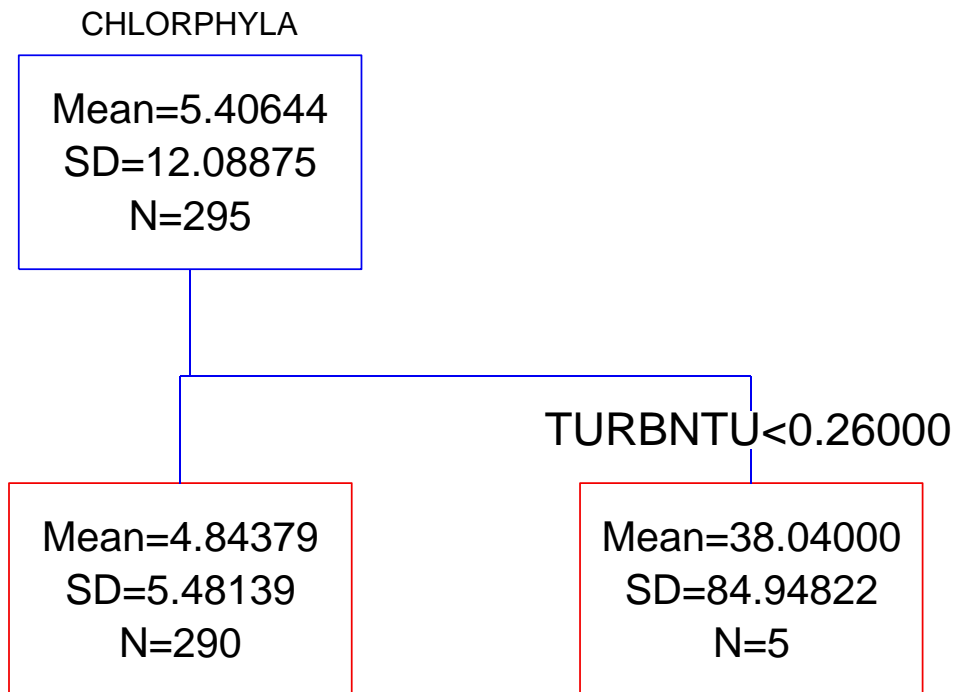 CHLORPHYLA
Mean=5.40644
SD=12.08875
N=295
TURBNTU<0.26000
Mean=4.84379
SD=5.48139
N=290
Mean=38.04000
SD=84.94822
N=5